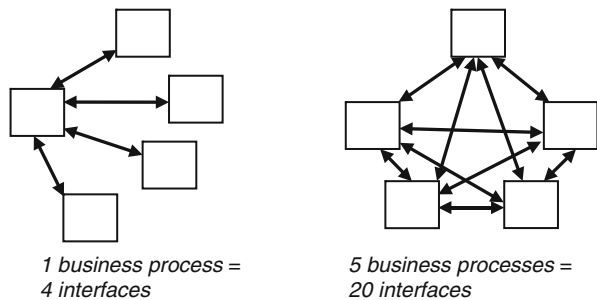 1 business process =
4 interfaces
5 business processes =
20 interfaces